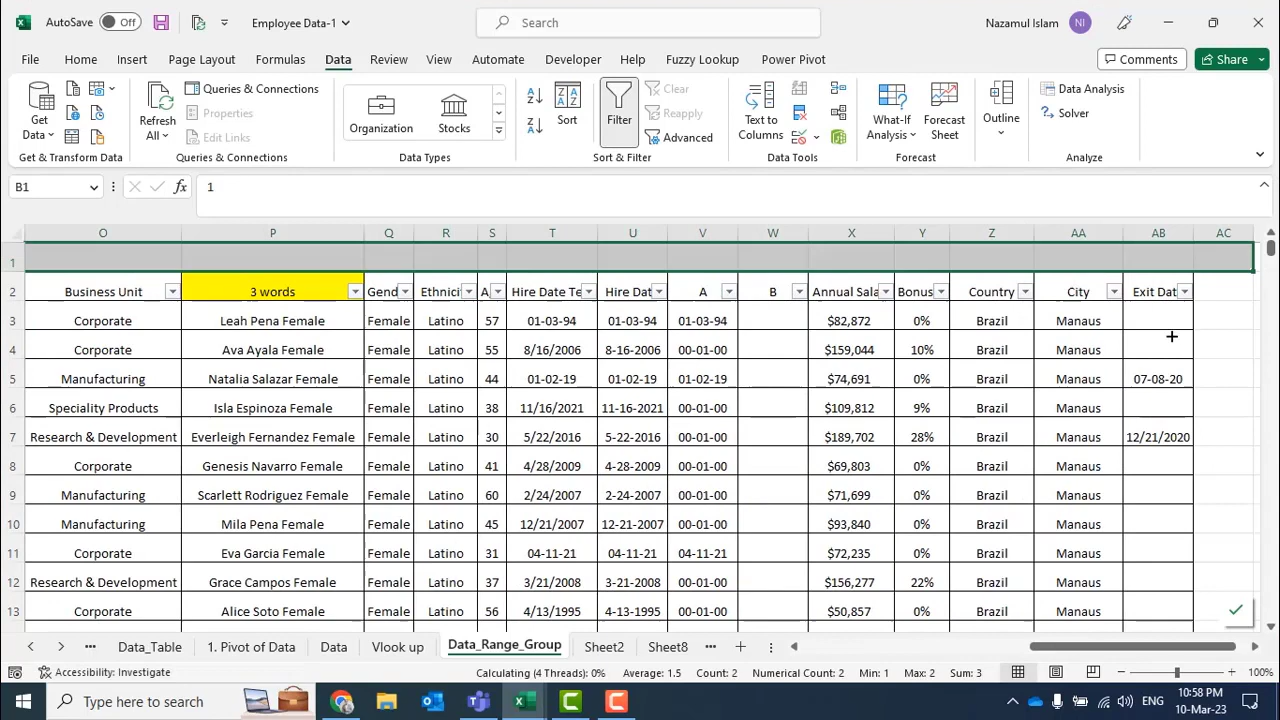 AutoSave Off Employee Data-1 Search Nazamul Islam NI
File Home Insert Page Layout Formulas Data Review View Automate Developer Help Fuzzy Lookup Power Pivot Comments Share
Get Data Refresh All Queries & Connections Properties Edit Links Organization Stocks Sort Filter Clear Reapply Advanced Text to Columns What-If Analysis Forecast Sheet Outline Data Analysis Solver
Get & Transform Data Queries & Connections Data Types Sort & Filter Data Tools Forecast Analyze
B1 fx 1
O P Q R S T U V W X Y Z AA AB AC
1
2 Business Unit 3 words Gend Ethnici A Hire Date Te Hire Dat A B Annual Sala Bonus Country City Exit Dat
3 Corporate Leah Pena Female Female Latino 57 01-03-94 01-03-94 01-03-94 $82,872 0% Brazil Manaus
4 Corporate Ava Ayala Female Female Latino 55 8/16/2006 8-16-2006 00-01-00 $159,044 10% Brazil Manaus
5 Manufacturing Natalia Salazar Female Female Latino 44 01-02-19 01-02-19 01-02-19 $74,691 0% Brazil Manaus 07-08-20
6 Speciality Products Isla Espinoza Female Female Latino 38 11/16/2021 11-16-2021 00-01-00 $109,812 9% Brazil Manaus
7 Research & Development Everleigh Fernandez Female Female Latino 30 5/22/2016 5-22-2016 00-01-00 $189,702 28% Brazil Manaus 12/21/2020
8 Corporate Genesis Navarro Female Female Latino 41 4/28/2009 4-28-2009 00-01-00 $69,803 0% Brazil Manaus
9 Manufacturing Scarlett Rodriguez Female Female Latino 60 2/24/2007 2-24-2007 00-01-00 $71,699 0% Brazil Manaus
10 Manufacturing Mila Pena Female Female Latino 45 12/21/2007 12-21-2007 00-01-00 $93,840 0% Brazil Manaus
11 Corporate Eva Garcia Female Female Latino 31 04-11-21 04-11-21 04-11-21 $72,235 0% Brazil Manaus
12 Research & Development Grace Campos Female Female Latino 37 3/21/2008 3-21-2008 00-01-00 $156,277 22% Brazil Manaus
13 Corporate Alice Soto Female Female Latino 56 4/13/1995 4-13-1995 00-01-00 $50,857 0% Brazil Manaus
Data_Table 1. Pivot of Data Data Vlook up Data_Range_Group Sheet2 Sheet8
Accessibility: Investigate Calculating (4 Threads): 0% Average: 1.5 Count: 2 Numerical Count: 2 Min: 1 Max: 2 Sum: 3 100%
Type here to search ENG 10:58 PM
10-Mar-23